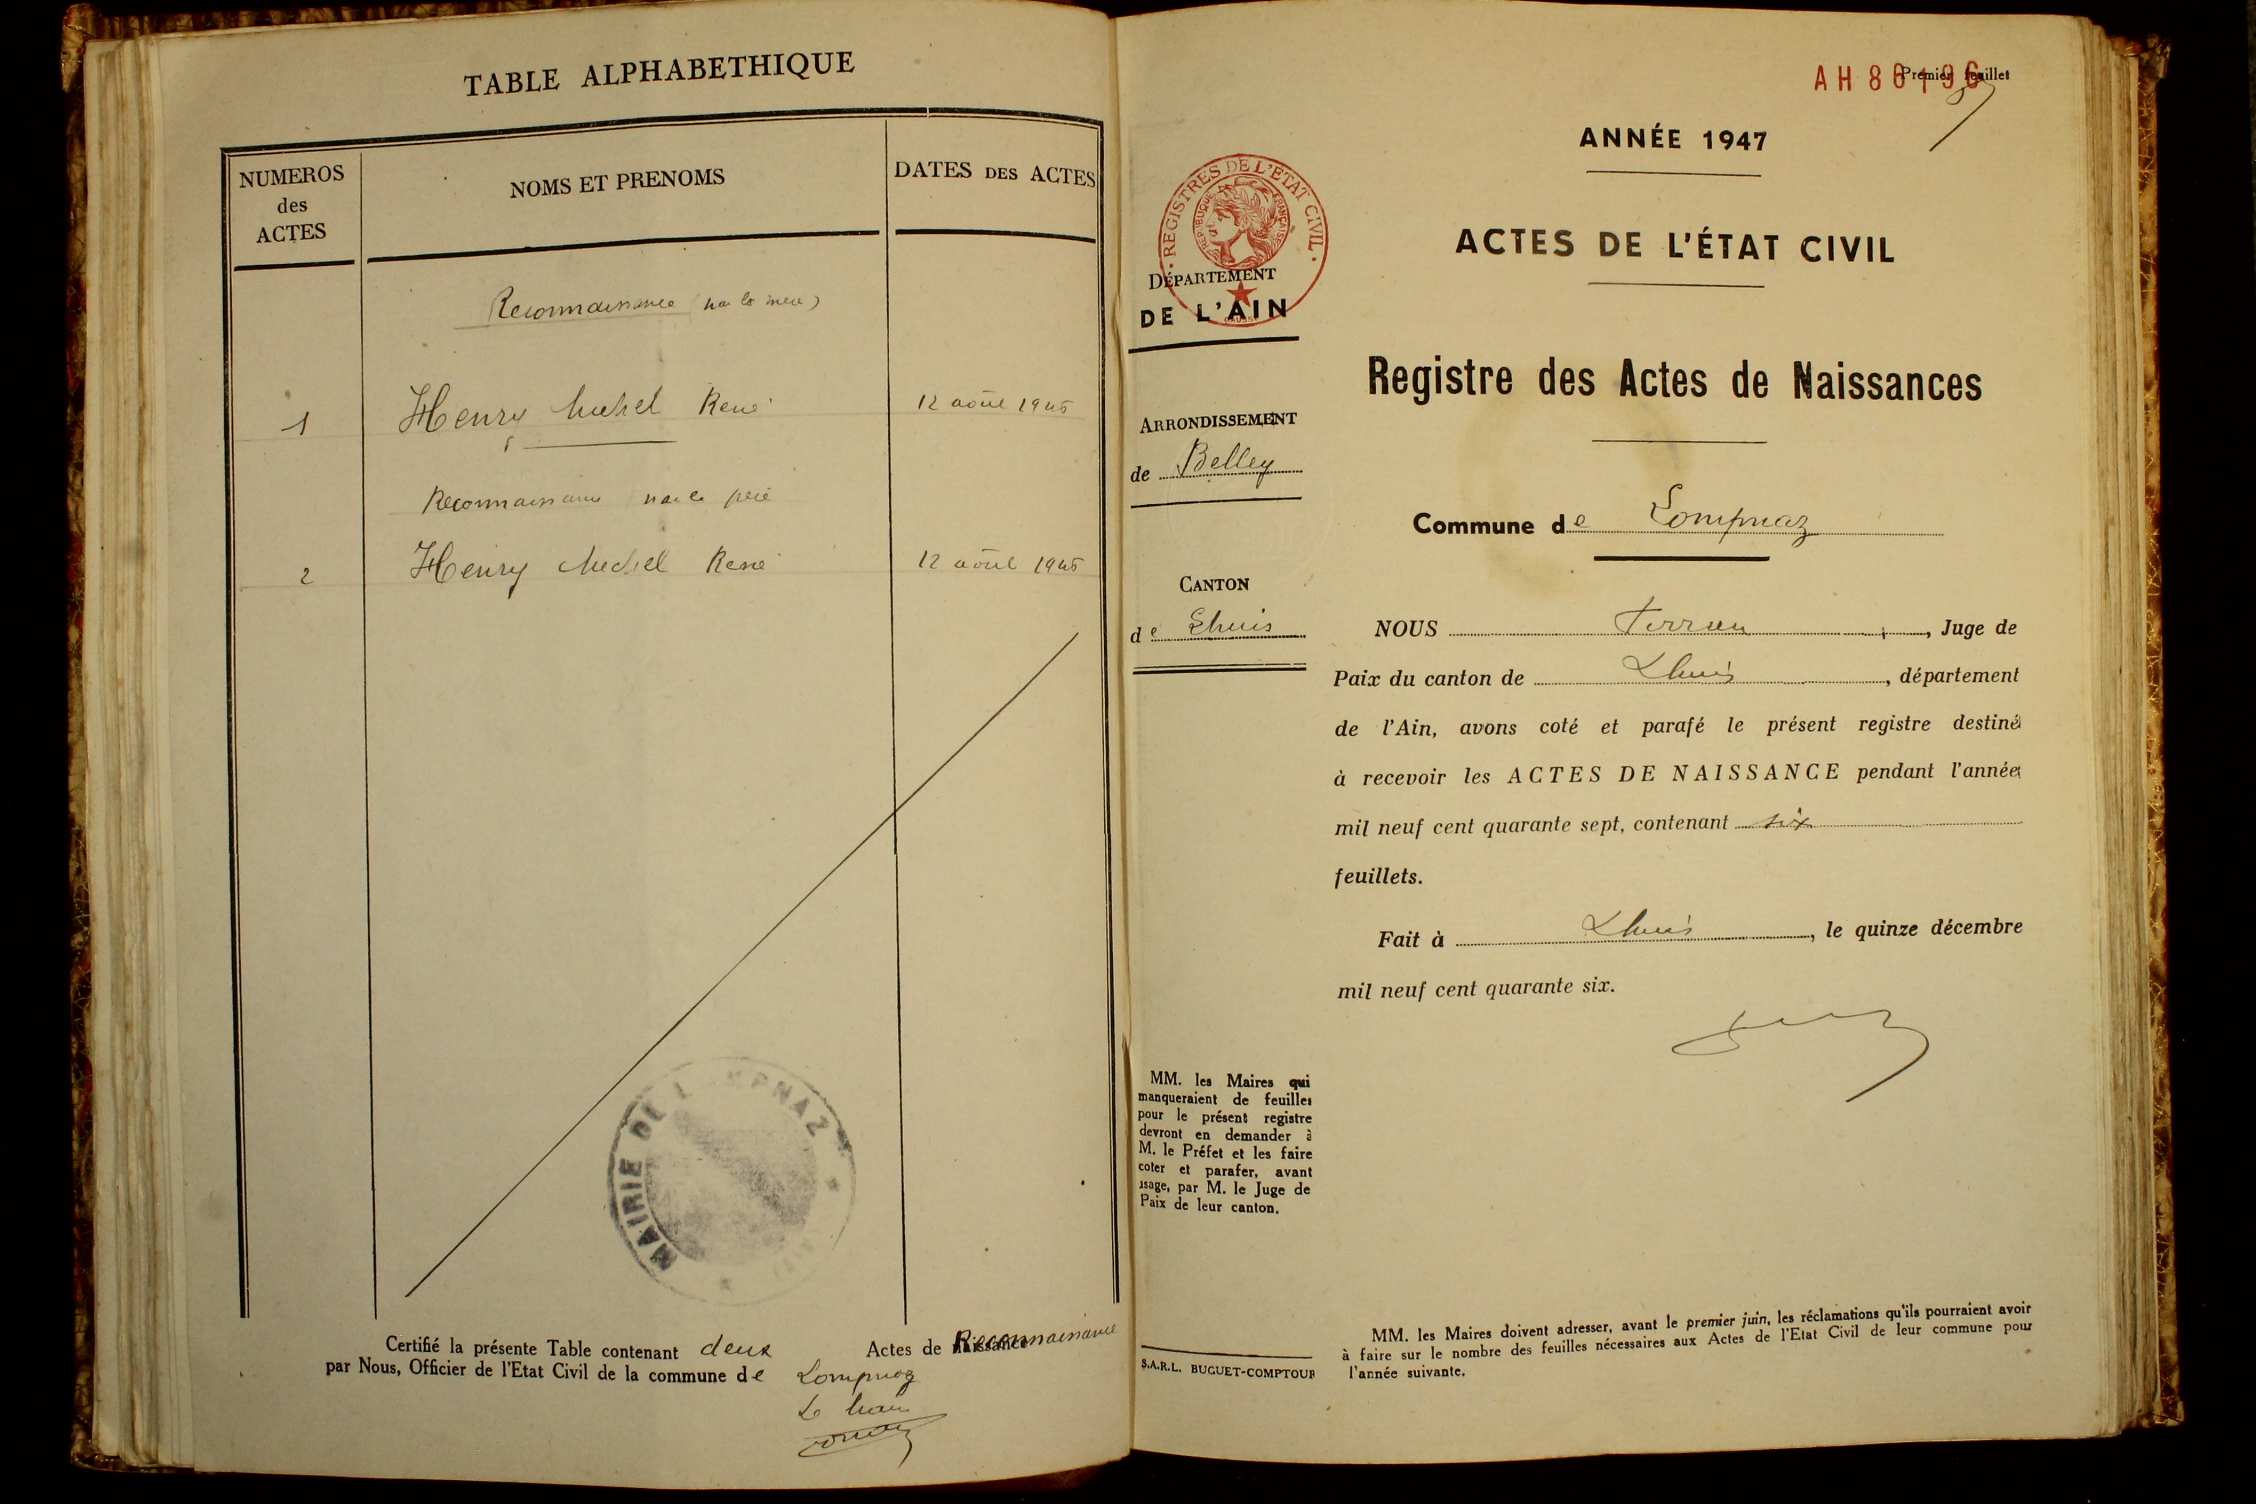 TABLE ALPHABETHIQUE
NUMEROS
des
ACTES
NOMS ET PRENOMS
DATES DES ACTES
Reconnaissance (par la mère)
1 Henry Michel René 12 août 1945
Reconnaissance par le père
2 Henry Michel René 12 août 1945
MAIRIE DE LOMPNAZ
Certifié la présente Table contenant deux Actes de Reconnaissance
par Nous, Officier de l'Etat Civil de la commune de Lompnaz
Le Maire
Premier feuillet
AH 80196
ANNÉE 1947
REGISTRES DE L'ETAT CIVIL
REPUBLIQUE FRANÇAISE
ACTES DE L'ÉTAT CIVIL
DÉPARTEMENT
DE L'AIN
Registre des Actes de Naissances
ARRONDISSEMENT
de Belley
Commune de Lompnaz
CANTON
de Lhuis
NOUS , Juge de
Paix du canton de Lhuis, département
de l'Ain, avons coté et parafé le présent registre destiné
à recevoir les ACTES DE NAISSANCE pendant l'année
mil neuf cent quarante sept, contenant six
feuillets.
Fait à Lhuis, le quinze décembre
mil neuf cent quarante six.
MM. les Maires qui
manqueraient de feuilles
pour le présent registre
devront en demander à
M. le Préfet et les faire
coter et parafer, avant
usage, par M. le Juge de
Paix de leur canton.
S.A.R.L. BUGUET-COMPTOUR
MM. les Maires doivent adresser, avant le premier juin, les réclamations qu'ils pourraient avoir
à faire sur le nombre des feuilles nécessaires aux Actes de l'Etat Civil de leur commune pour
l'année suivante.